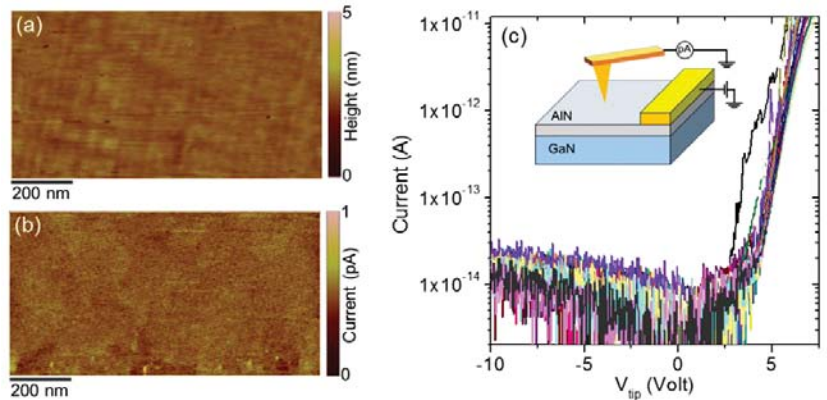 (a)
5
Height (nm)
0
200 nm
(b)
1
Current (pA)
0
200 nm
(c)
1x10⁻¹¹
1x10⁻¹²
1x10⁻¹³
1x10⁻¹⁴
Current (A)
pA
AlN
GaN
-10
-5
0
5
V_tip (Volt)